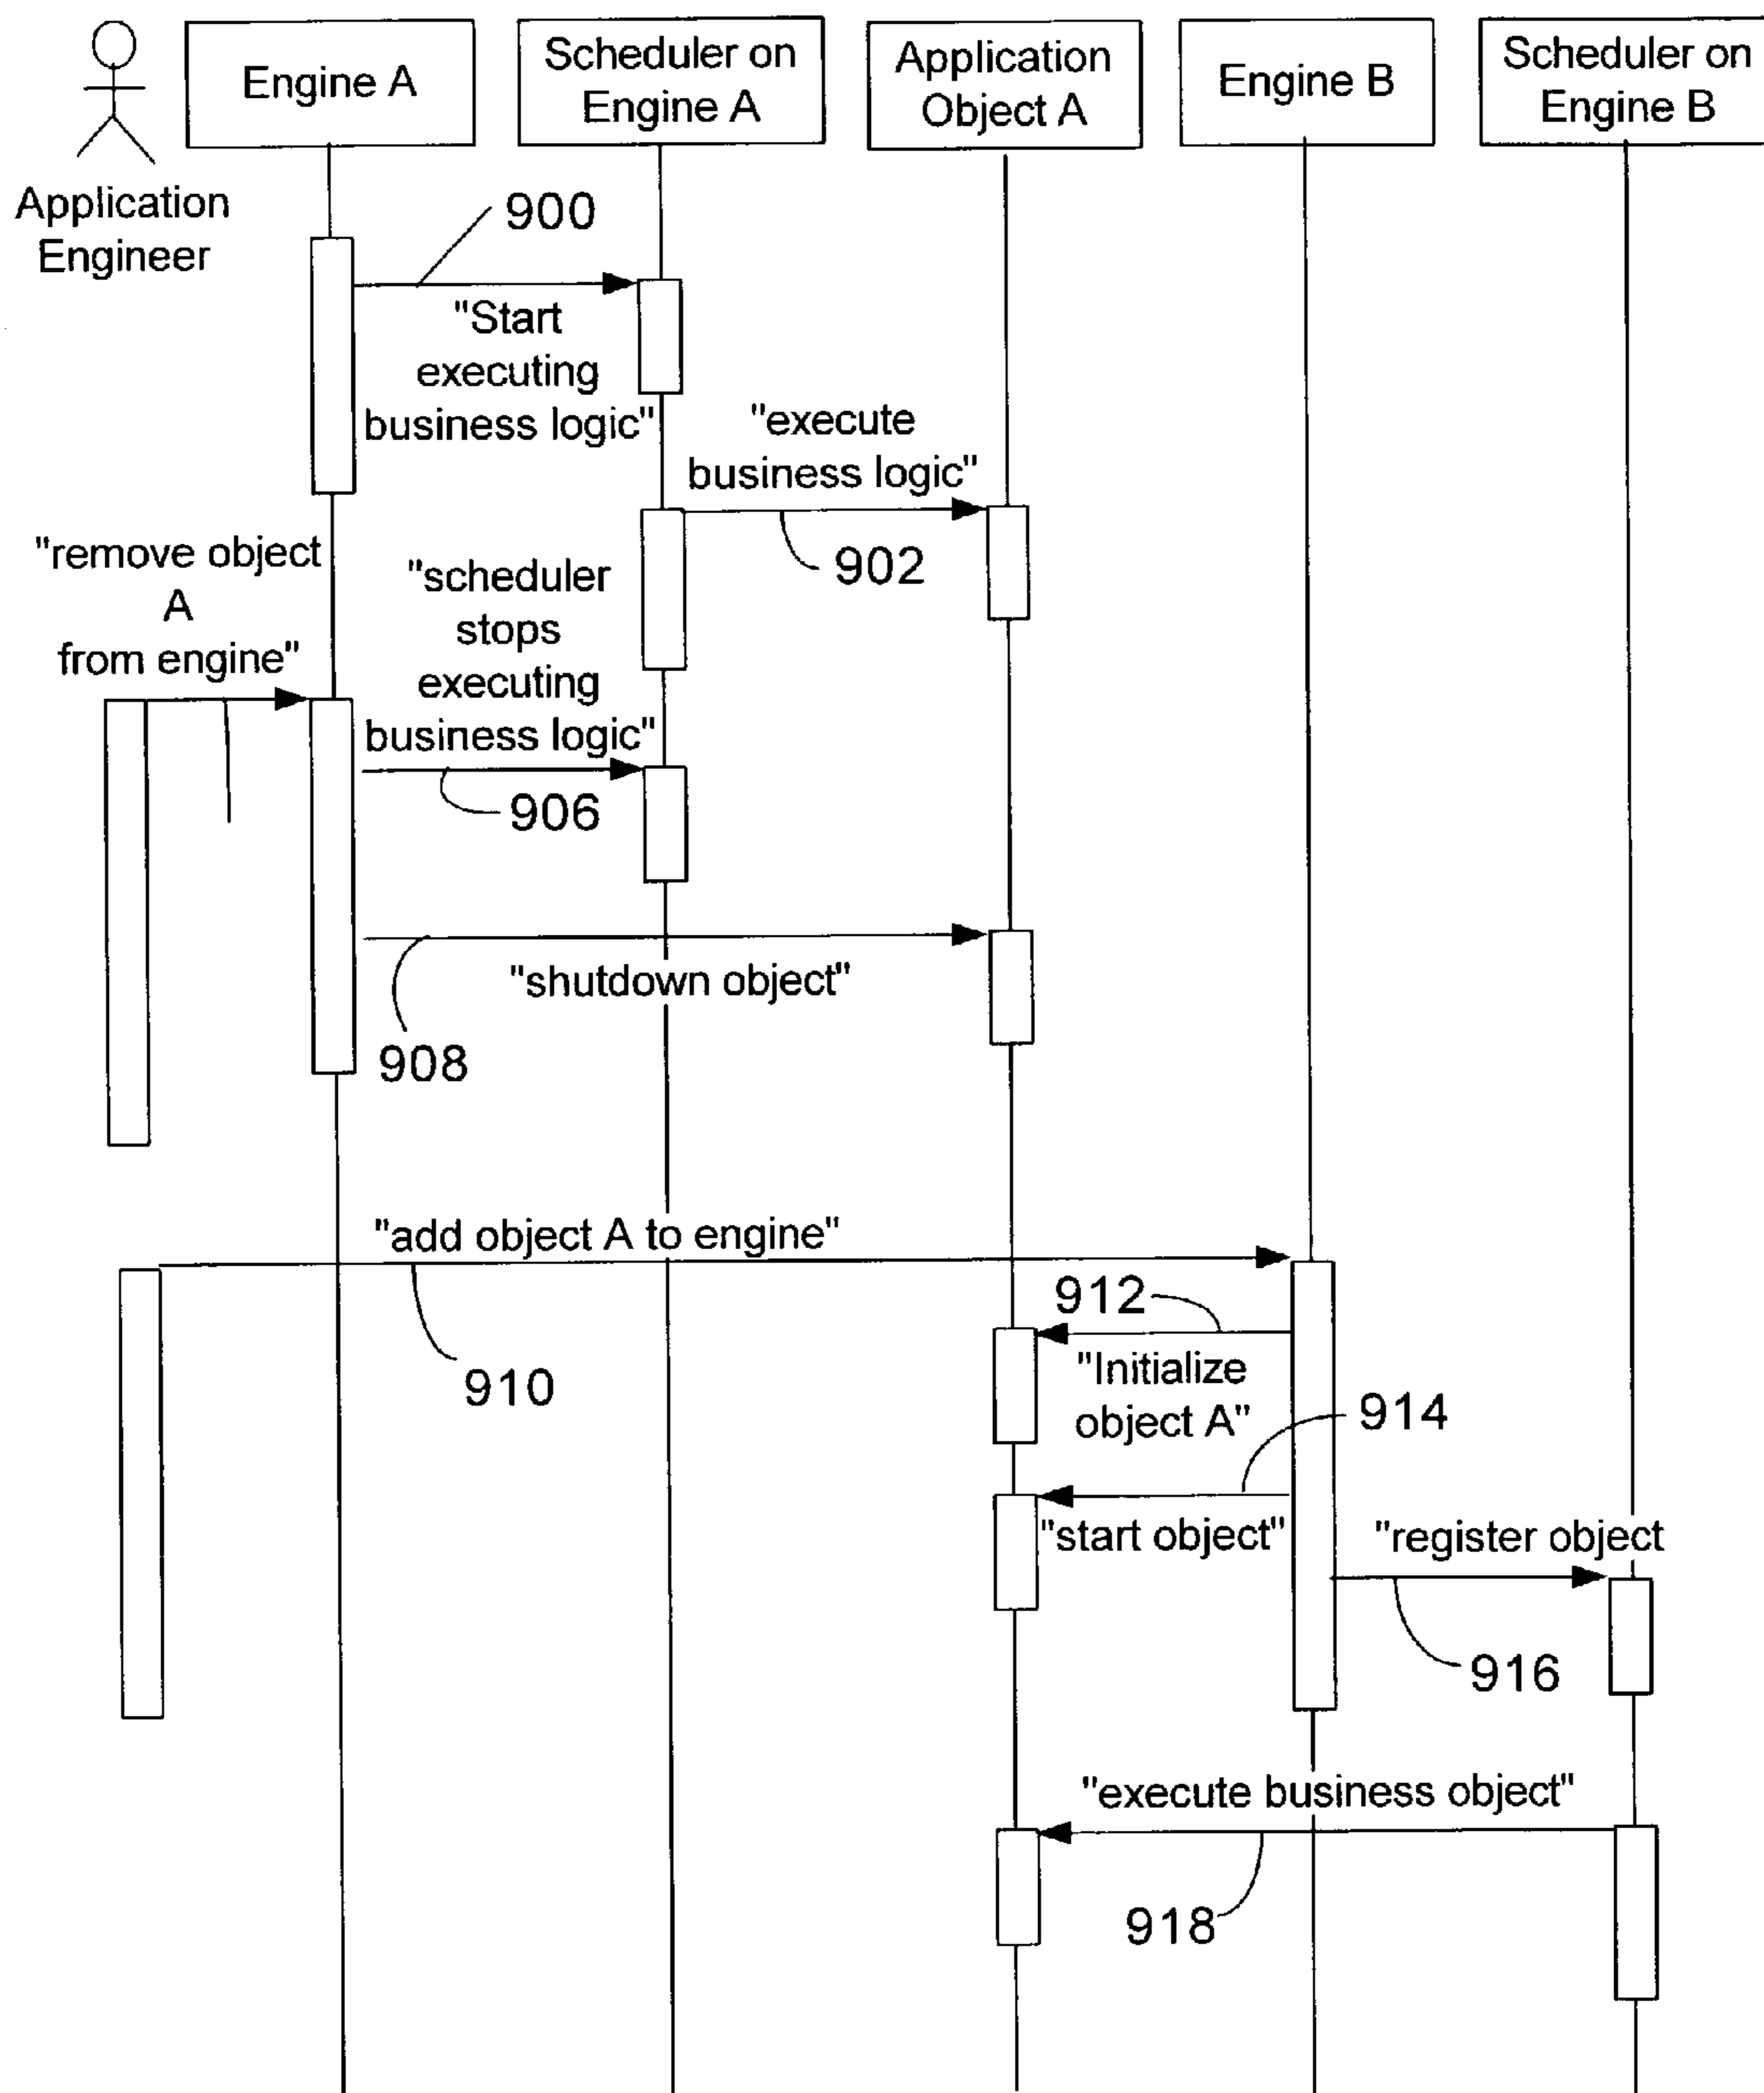 Engine A
Scheduler on
Engine A
Application
Object A
Engine B
Scheduler on
Engine B
Application
Engineer
900
"Start
executing
business logic"
"execute
business logic"
902
"remove object
A
from engine"
"scheduler
stops
executing
business logic"
906
"shutdown object"
908
"add object A to engine"
910
912
"Initialize
object A"
914
"start object"
"register object
916
"execute business object"
918